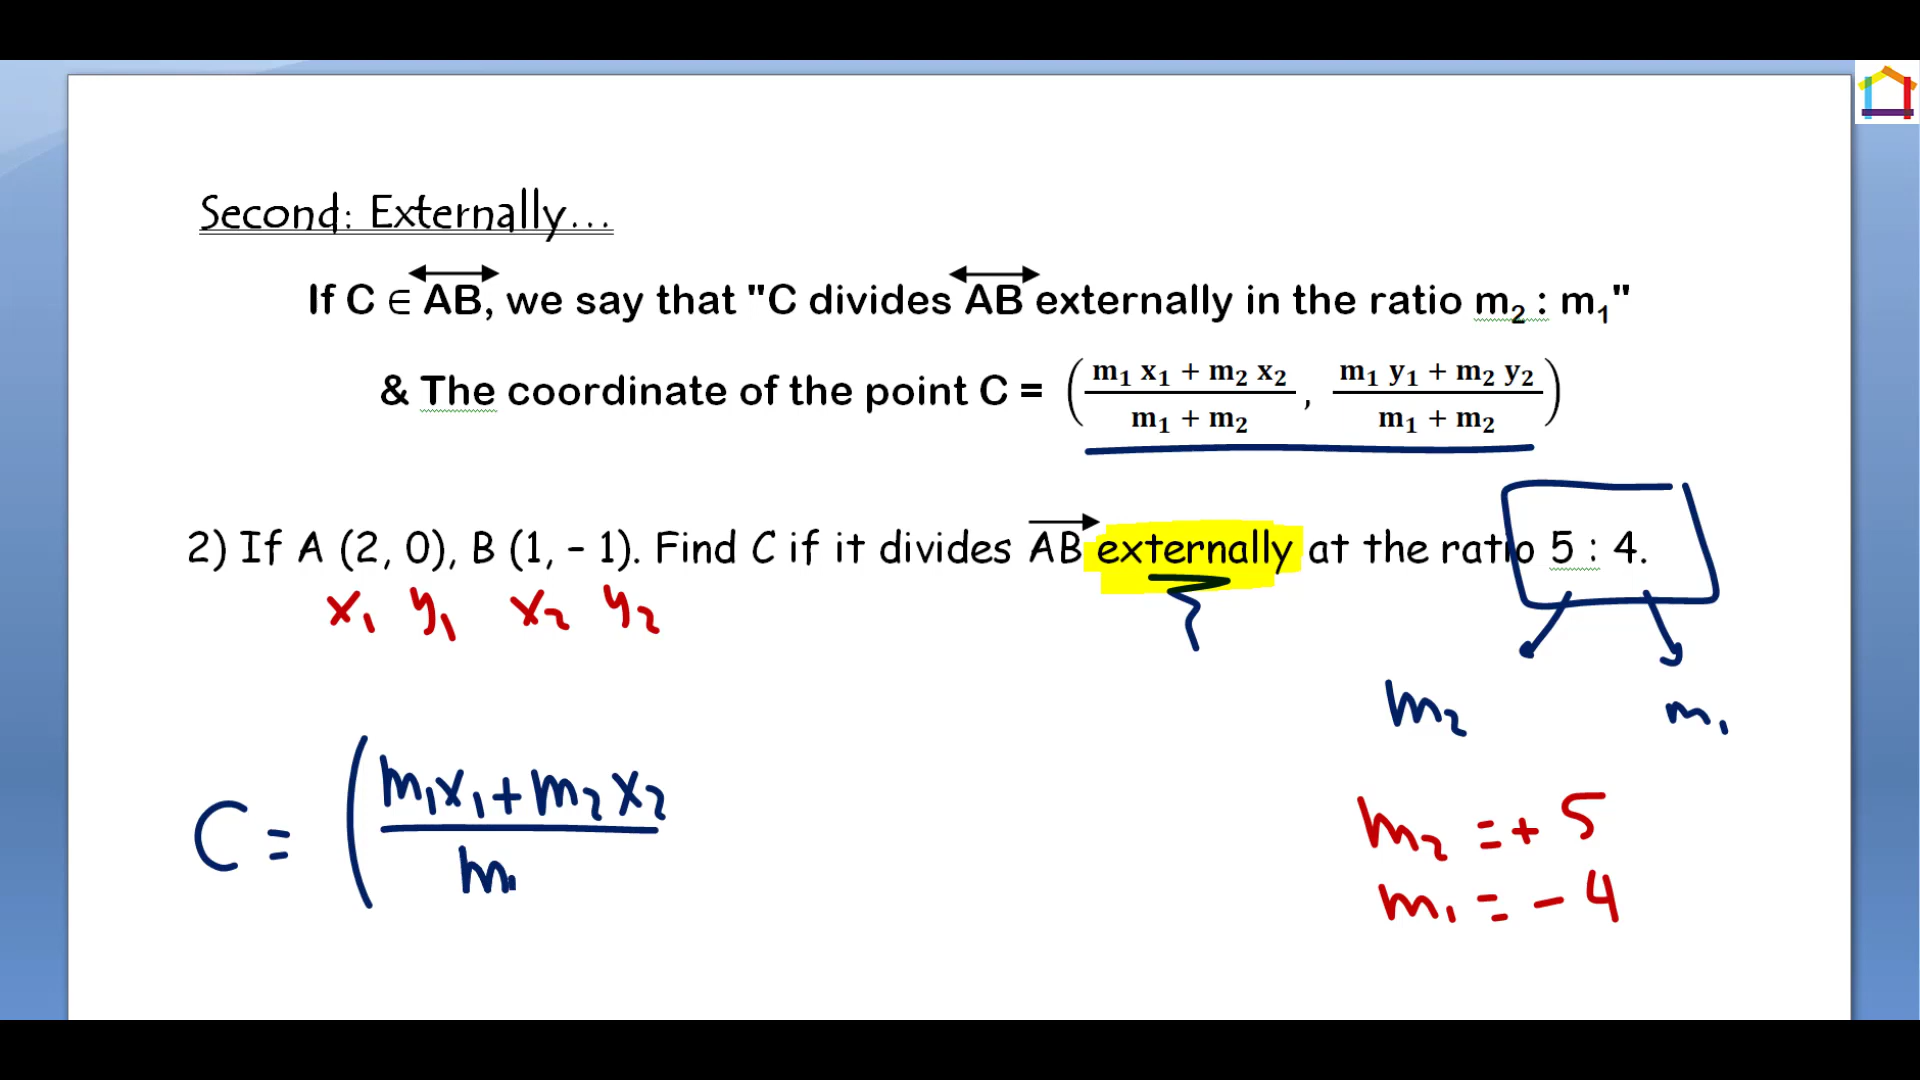 Second: Externally...
If C ∈ AB, we say that "C divides AB externally in the ratio m₂ : m₁"
& The coordinate of the point C = ( (m₁ x₁ + m₂ x₂)/(m₁ + m₂) , (m₁ y₁ + m₂ y₂)/(m₁ + m₂) )
2) If A (2, 0), B (1, - 1). Find C if it divides AB externally at the ratio 5 : 4.
x₁ y₁ x₂ y₂
m₂ m₁
C = ( (m₁x₁+m₂x₂)/m₁
m₂ = + 5
m₁ = - 4